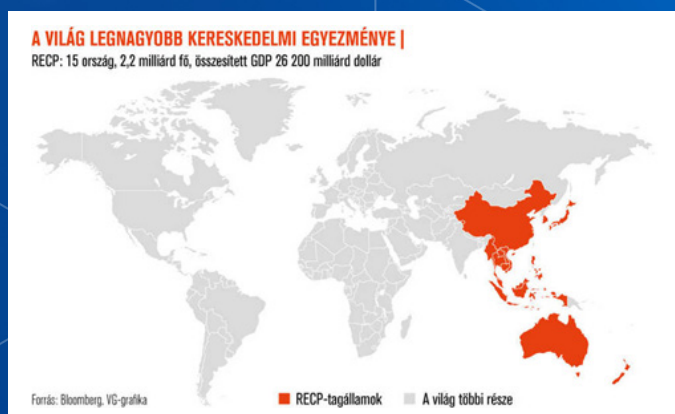 A VILÁG LEGNAGYOBB KERESKEDELMI EGYEZMÉNYE |
RECP: 15 ország, 2,2 milliárd fő, összesített GDP 26 200 milliárd dollár
Forrás: Bloomberg, VG-grafika
RECP-tagállamok
A világ többi része